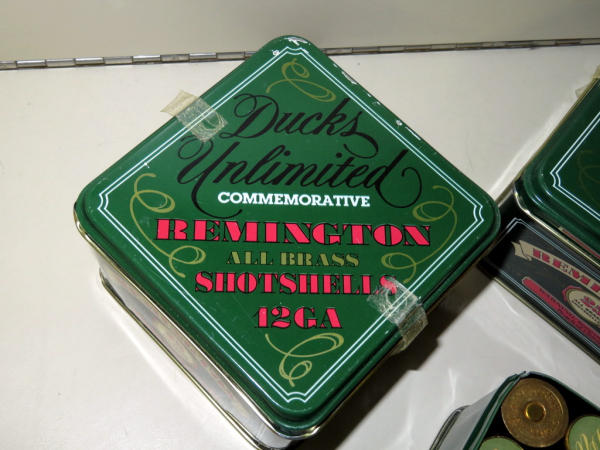 Ducks
Unlimited
COMMEMORATIVE
REMINGTON
ALL BRASS
SHOTSHELLS
12GA